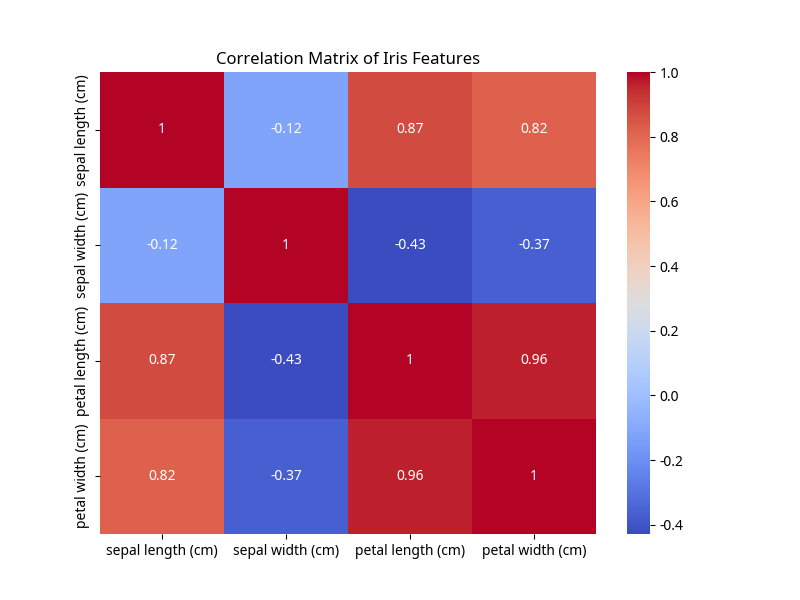 Correlation Matrix of Iris Features
sepal length (cm)
1 -0.12 0.87 0.82
sepal width (cm)
-0.12 1 -0.43 -0.37
petal length (cm)
0.87 -0.43 1 0.96
petal width (cm)
0.82 -0.37 0.96 1
sepal length (cm) sepal width (cm) petal length (cm) petal width (cm)
1.0
0.8
0.6
0.4
0.2
0.0
-0.2
-0.4